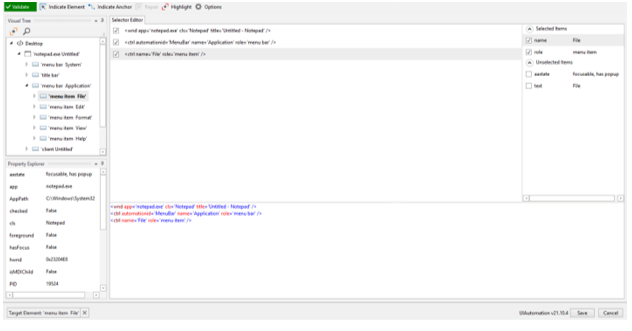 Validate Indicate Element Indicate Anchor Repair Highlight Options
Visual Tree
Selector Editor
<wnd app='notepad.exe' cls='Notepad' title='Untitled - Notepad' />
<ctrl automationid='MenuBar' name='Application' role='menu bar' />
<ctrl name='File' role='menu item' />
Desktop
'notepad.exe Untitled'
'menu bar System'
'title bar'
'menu bar Application'
'menu item File'
'menu item Edit'
'menu item Format'
'menu item View'
'menu item Help'
'client Untitled'
Selected Items
name File
role menu item
Unselected Items
aastate focusable, has popup
text File
Property Explorer
aastate focusable, has popup
app notepad.exe
AppPath C:\Windows\System32
checked False
cls Notepad
foreground False
hasFocus False
hwnd
isMDIChild False
PID 10524
<wnd app='notepad.exe' cls='Notepad' title='Untitled - Notepad' />
<ctrl automationid='MenuBar' name='Application' role='menu bar' />
<ctrl name='File' role='menu item' />
Target Element: 'menu item File' X
UIAutomation v21.10.4 Save Cancel